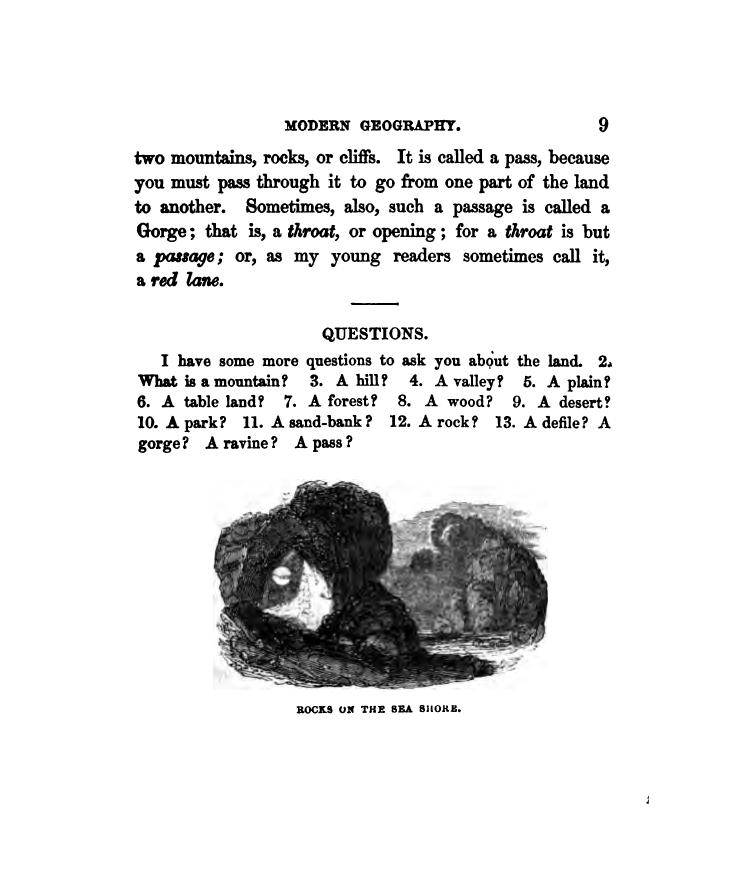 MODERN GEOGRAPHY. 9
two mountains, rocks, or cliffs. It is called a pass, because
you must pass through it to go from one part of the land
to another. Sometimes, also, such a passage is called a
Gorge; that is, a throat, or opening; for a throat is but
a passage; or, as my young readers sometimes call it,
a red lane.
QUESTIONS.
I have some more questions to ask you about the land. 2.
What is a mountain? 3. A hill? 4. A valley? 5. A plain?
6. A table land? 7. A forest? 8. A wood? 9. A desert?
10. A park? 11. A sand-bank? 12. A rock? 13. A defile? A
gorge? A ravine? A pass?
ROCKS ON THE SEA SHORE.